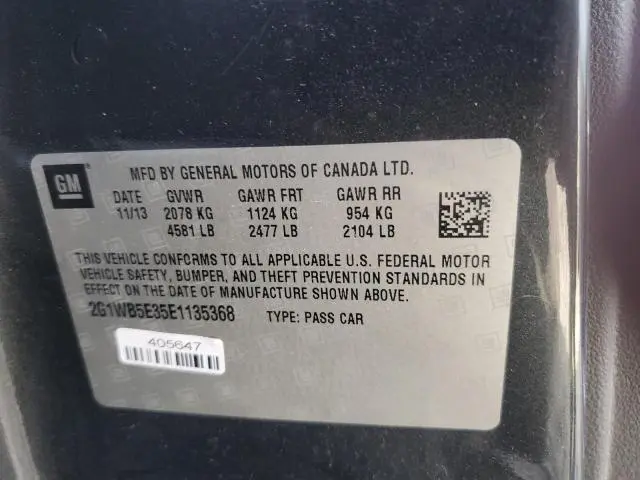 GM
MFD BY GENERAL MOTORS OF CANADA LTD.
DATE GVWR GAWR FRT GAWR RR
11/13 2078 KG 1124 KG 954 KG
4581 LB 2477 LB 2104 LB
THIS VEHICLE CONFORMS TO ALL APPLICABLE U.S. FEDERAL MOTOR
VEHICLE SAFETY, BUMPER, AND THEFT PREVENTION STANDARDS IN
EFFECT ON THE DATE OF MANUFACTURE SHOWN ABOVE.
2G1WB5E35E1135368 TYPE: PASS CAR
405647